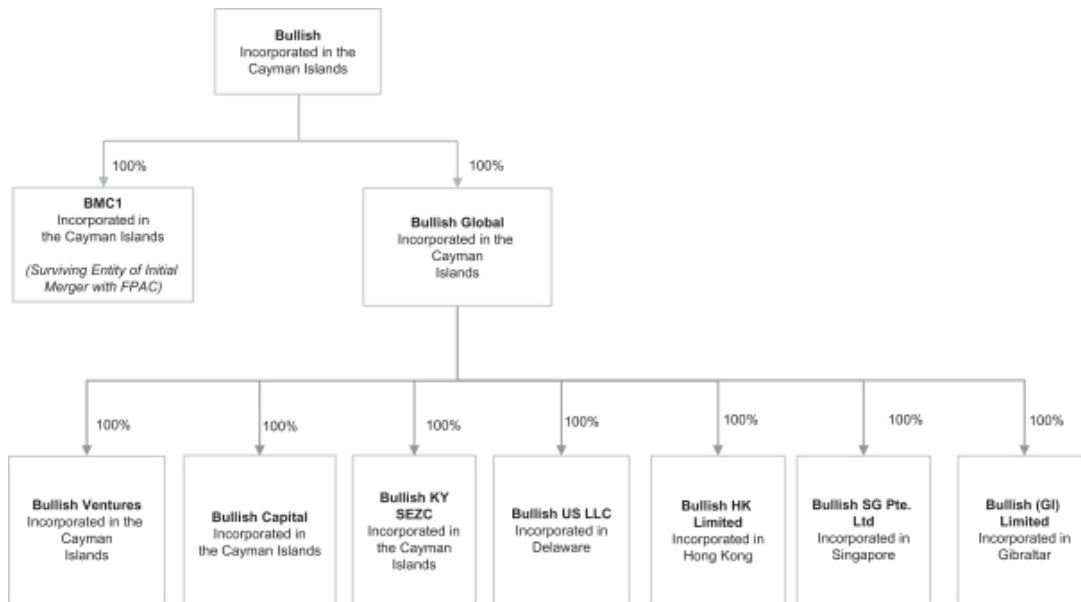 Bullish
Incorporated in the
Cayman Islands
100%
100%
BMC1
Incorporated in
the Cayman Islands
(Surviving Entity of Initial
Merger with FPAC)
Bullish Global
Incorporated in the
Cayman
Islands
100%
100%
100%
100%
100%
100%
100%
Bullish Ventures
Incorporated in the
Cayman
Islands
Bullish Capital
Incorporated in
the Cayman Islands
Bullish KY
SEZC
Incorporated in
the Cayman
Islands
Bullish US LLC
Incorporated in
Delaware
Bullish HK
Limited
Incorporated in
Hong Kong
Bullish SG Pte.
Ltd
Incorporated in
Singapore
Bullish (GI)
Limited
Incorporated in
Gibraltar